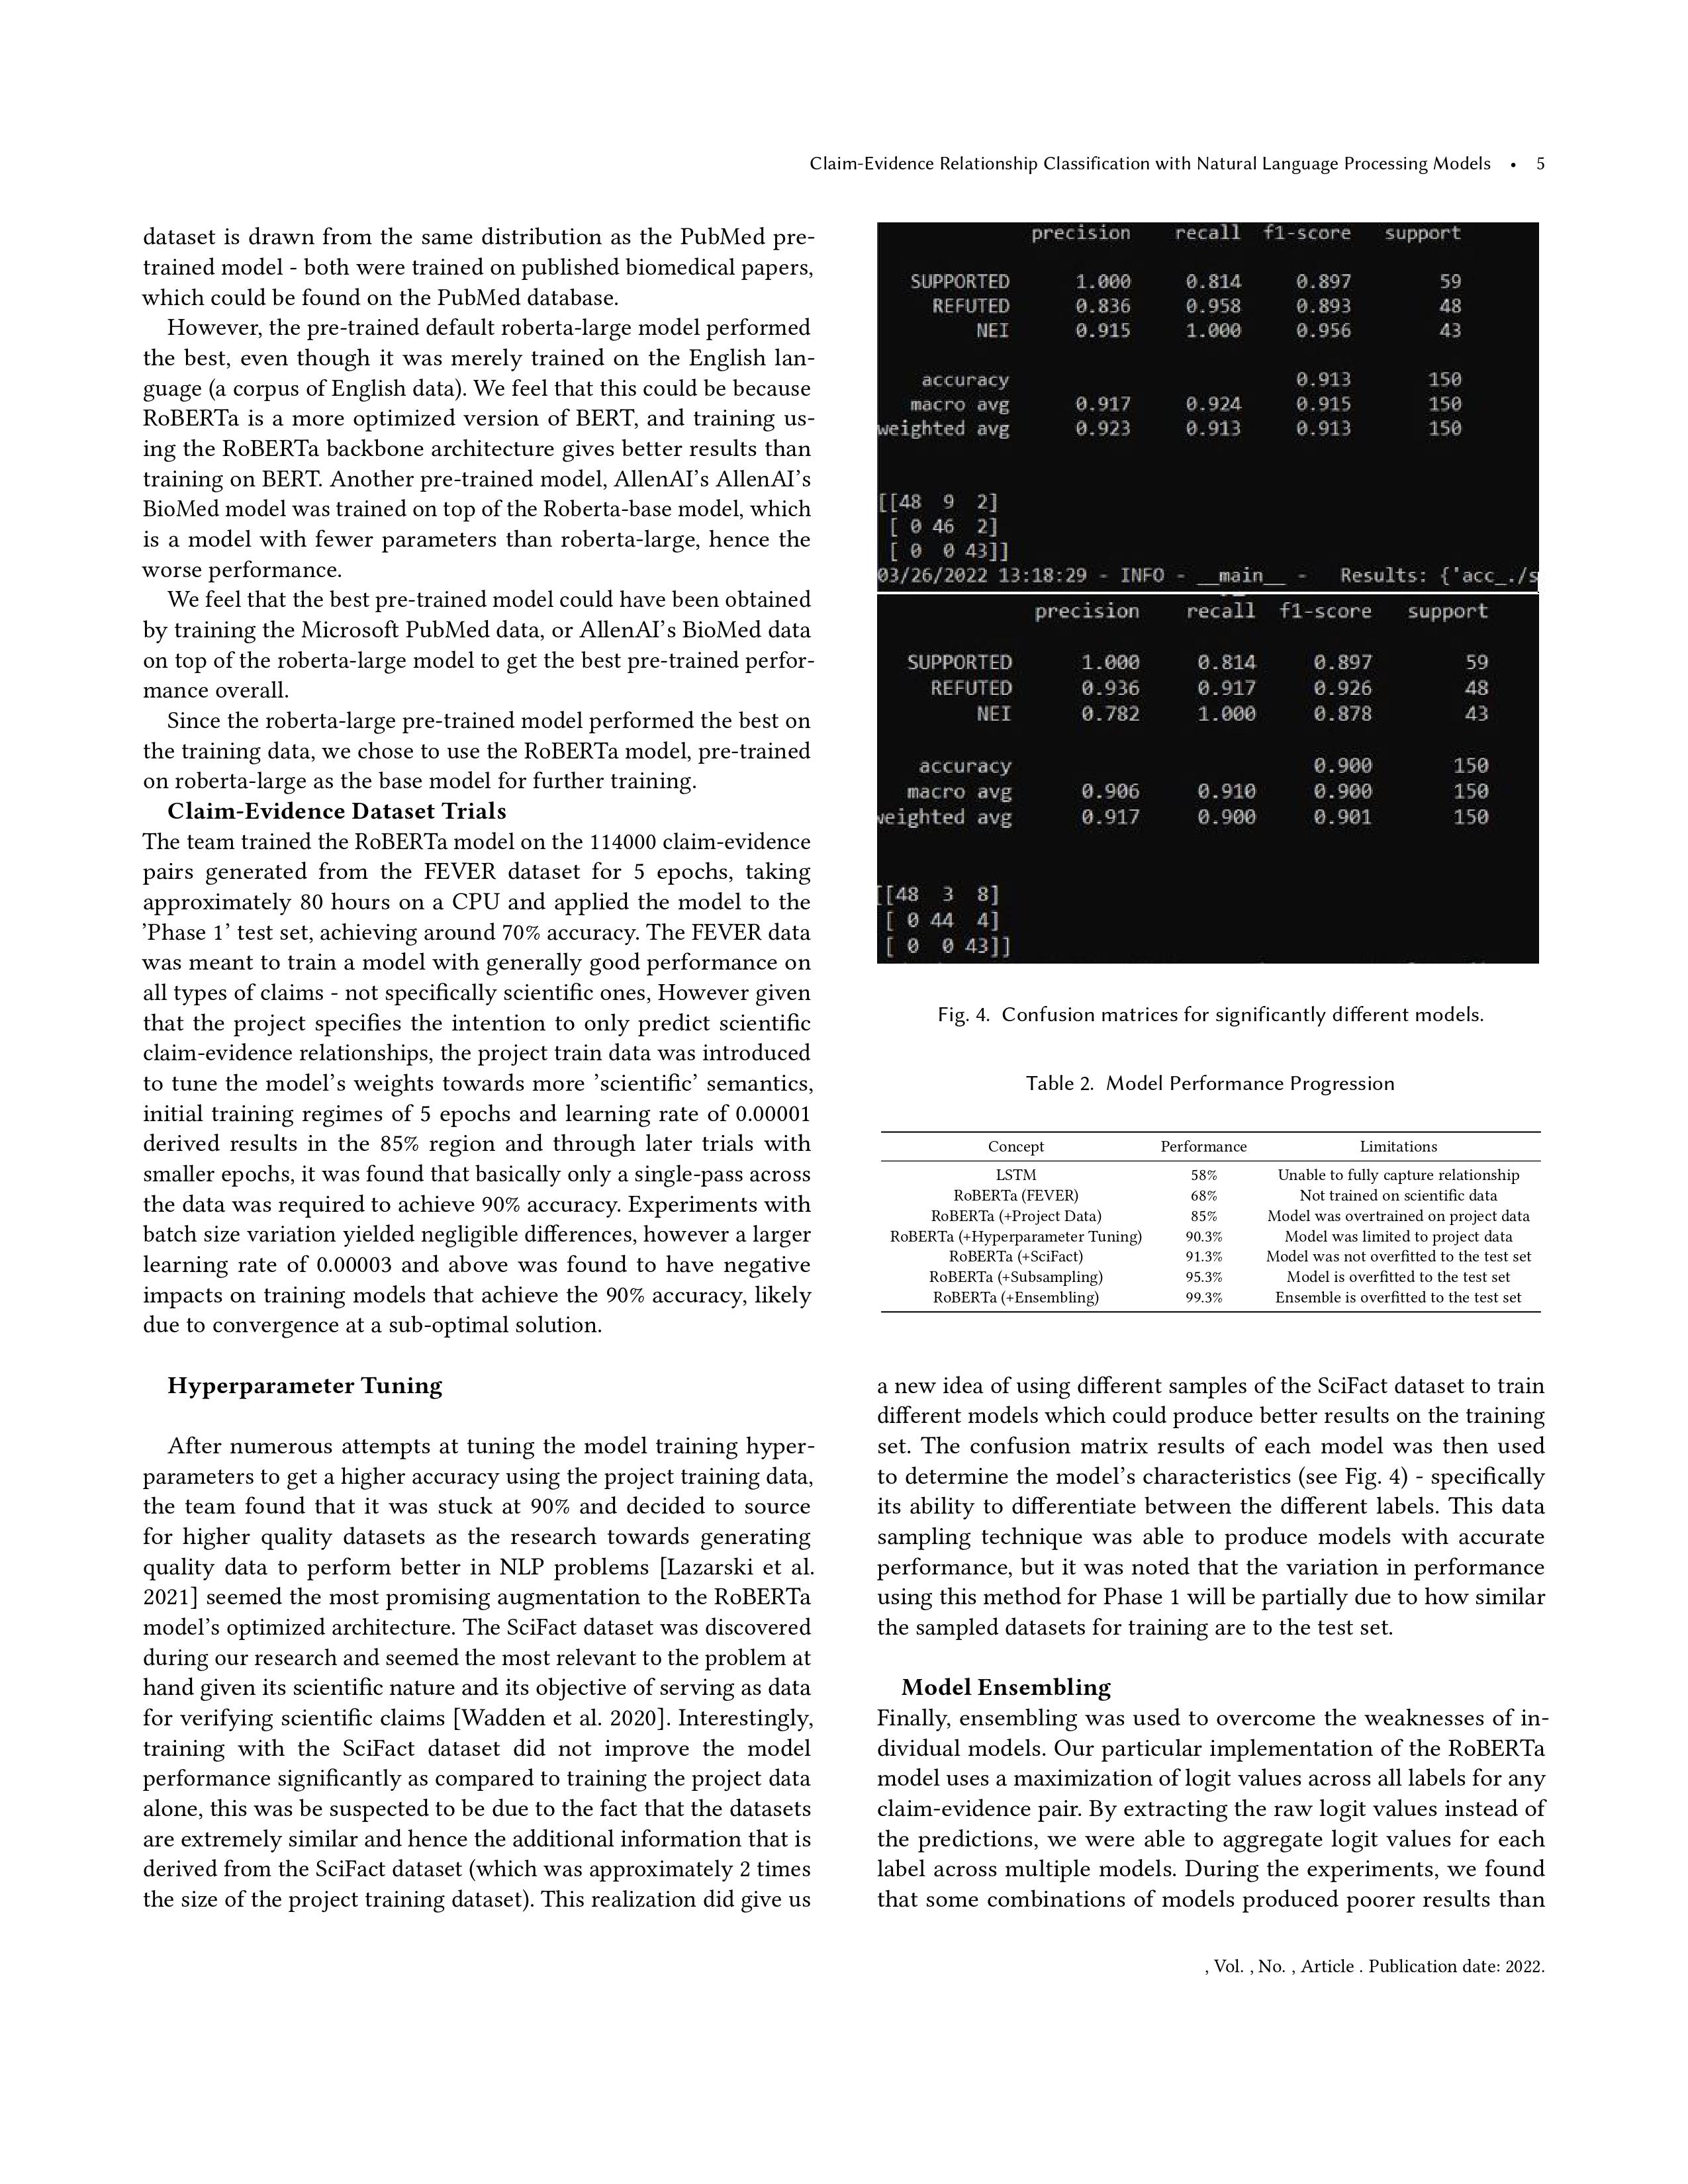 Claim-Evidence Relationship Classification with Natural Language Processing Models • 5
dataset is drawn from the same distribution as the PubMed pre-
trained model - both were trained on published biomedical papers,
which could be found on the PubMed database.
However, the pre-trained default roberta-large model performed
the best, even though it was merely trained on the English lan-
guage (a corpus of English data). We feel that this could be because
RoBERTa is a more optimized version of BERT, and training us-
ing the RoBERTa backbone architecture gives better results than
training on BERT. Another pre-trained model, AllenAI's AllenAI's
BioMed model was trained on top of the Roberta-base model, which
is a model with fewer parameters than roberta-large, hence the
worse performance.
We feel that the best pre-trained model could have been obtained
by training the Microsoft PubMed data, or AllenAI's BioMed data
on top of the roberta-large model to get the best pre-trained perfor-
mance overall.
Since the roberta-large pre-trained model performed the best on
the training data, we chose to use the RoBERTa model, pre-trained
on roberta-large as the base model for further training.
Claim-Evidence Dataset Trials
The team trained the RoBERTa model on the 114000 claim-evidence
pairs generated from the FEVER dataset for 5 epochs, taking
approximately 80 hours on a CPU and applied the model to the
'Phase 1' test set, achieving around 70% accuracy. The FEVER data
was meant to train a model with generally good performance on
all types of claims - not specifically scientific ones, However given
that the project specifies the intention to only predict scientific
claim-evidence relationships, the project train data was introduced
to tune the model's weights towards more 'scientific' semantics,
initial training regimes of 5 epochs and learning rate of 0.00001
derived results in the 85% region and through later trials with
smaller epochs, it was found that basically only a single-pass across
the data was required to achieve 90% accuracy. Experiments with
batch size variation yielded negligible differences, however a larger
learning rate of 0.00003 and above was found to have negative
impacts on training models that achieve the 90% accuracy, likely
due to convergence at a sub-optimal solution.
Hyperparameter Tuning
After numerous attempts at tuning the model training hyper-
parameters to get a higher accuracy using the project training data,
the team found that it was stuck at 90% and decided to source
for higher quality datasets as the research towards generating
quality data to perform better in NLP problems [Lazarski et al.
2021] seemed the most promising augmentation to the RoBERTa
model's optimized architecture. The SciFact dataset was discovered
during our research and seemed the most relevant to the problem at
hand given its scientific nature and its objective of serving as data
for verifying scientific claims [Wadden et al. 2020]. Interestingly,
training with the SciFact dataset did not improve the model
performance significantly as compared to training the project data
alone, this was be suspected to be due to the fact that the datasets
are extremely similar and hence the additional information that is
derived from the SciFact dataset (which was approximately 2 times
the size of the project training dataset). This realization did give us
precision recall f1-score support
SUPPORTED 1.000 0.814 0.897 59
REFUTED 0.836 0.958 0.893 48
NEI 0.915 1.000 0.956 43
accuracy 0.913 150
macro avg 0.917 0.924 0.915 150
weighted avg 0.923 0.913 0.913 150
[[48 9 2]
[ 0 46 2]
[ 0 0 43]]
03/26/2022 13:18:29 - INFO - __main__ - Results: {'acc_./s
precision recall f1-score support
SUPPORTED 1.000 0.814 0.897 59
REFUTED 0.936 0.917 0.926 48
NEI 0.782 1.000 0.878 43
accuracy 0.900 150
macro avg 0.906 0.910 0.900 150
weighted avg 0.917 0.900 0.901 150
[[48 3 8]
[ 0 44 4]
[ 0 0 43]]
Fig. 4. Confusion matrices for significantly different models.
Table 2. Model Performance Progression
Concept Performance Limitations
LSTM 58% Unable to fully capture relationship
RoBERTa (FEVER) 68% Not trained on scientific data
RoBERTa (+Project Data) 85% Model was overtrained on project data
RoBERTa (+Hyperparameter Tuning) 90.3% Model was limited to project data
RoBERTa (+SciFact) 91.3% Model was not overfitted to the test set
RoBERTa (+Subsampling) 95.3% Model is overfitted to the test set
RoBERTa (+Ensembling) 99.3% Ensemble is overfitted to the test set
a new idea of using different samples of the SciFact dataset to train
different models which could produce better results on the training
set. The confusion matrix results of each model was then used
to determine the model's characteristics (see Fig. 4) - specifically
its ability to differentiate between the different labels. This data
sampling technique was able to produce models with accurate
performance, but it was noted that the variation in performance
using this method for Phase 1 will be partially due to how similar
the sampled datasets for training are to the test set.
Model Ensembling
Finally, ensembling was used to overcome the weaknesses of in-
dividual models. Our particular implementation of the RoBERTa
model uses a maximization of logit values across all labels for any
claim-evidence pair. By extracting the raw logit values instead of
the predictions, we were able to aggregate logit values for each
label across multiple models. During the experiments, we found
that some combinations of models produced poorer results than
, Vol. , No. , Article . Publication date: 2022.